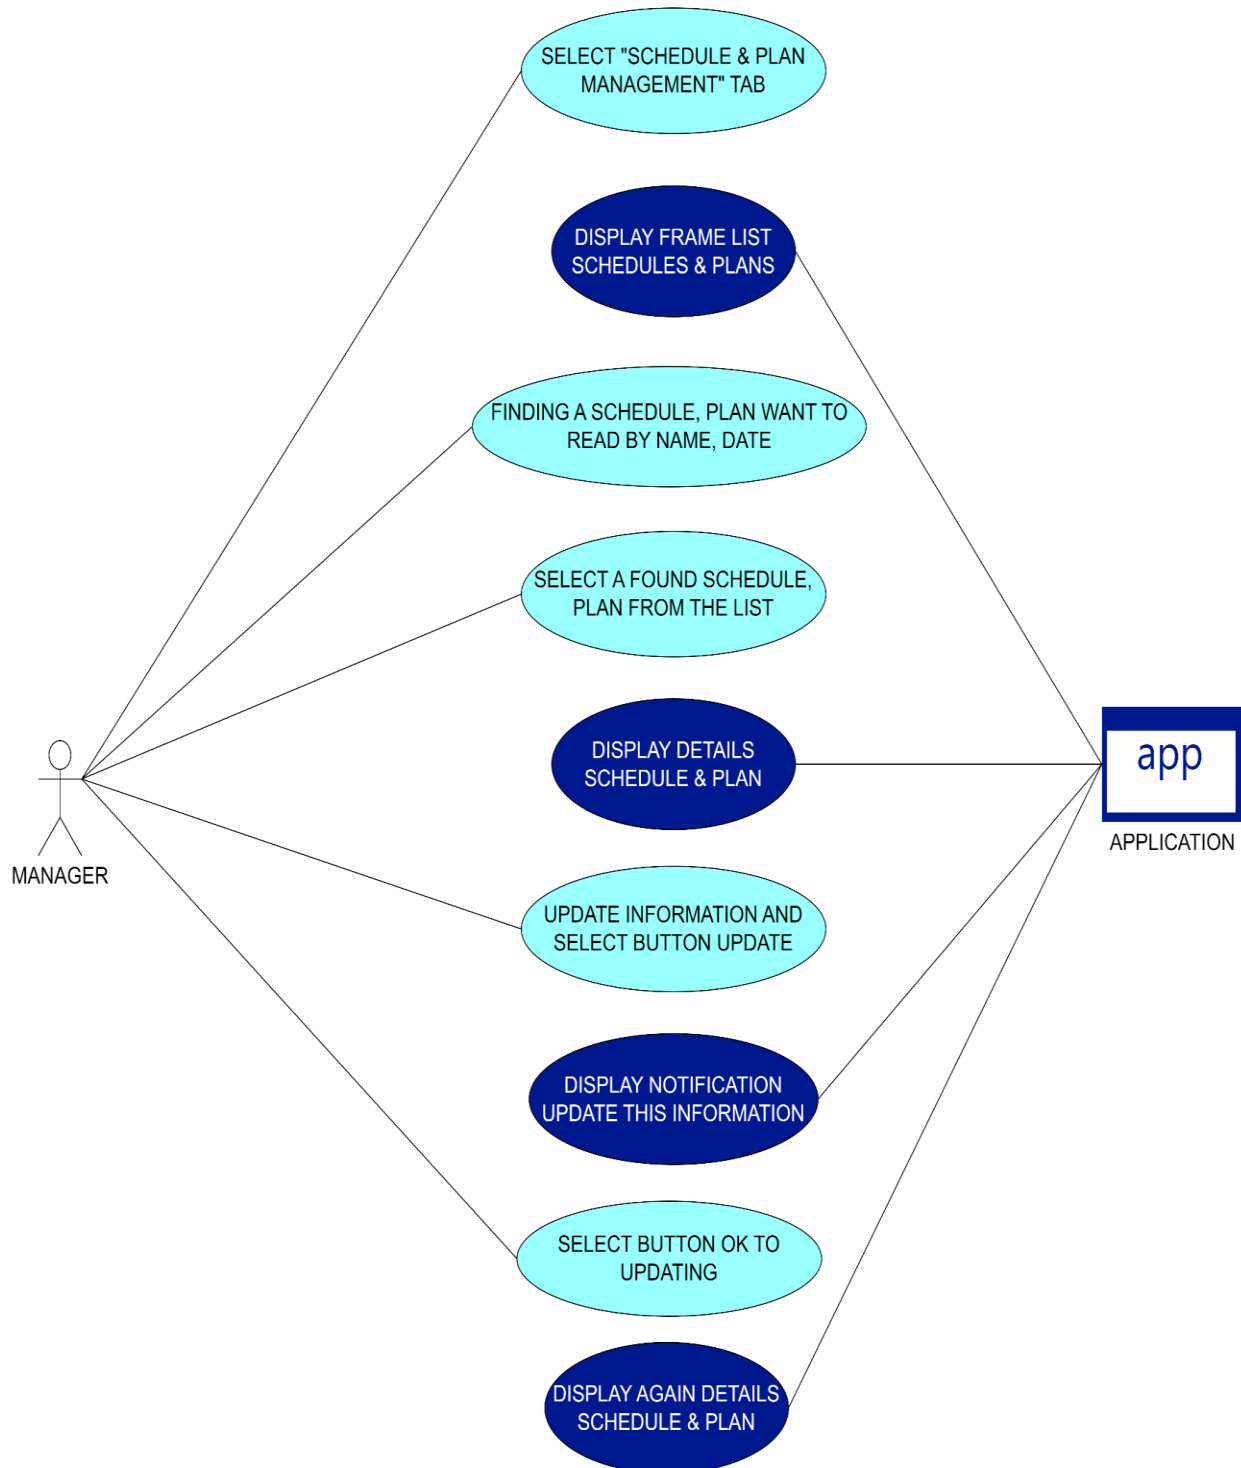 SELECT "SCHEDULE & PLAN
MANAGEMENT" TAB
DISPLAY FRAME LIST
SCHEDULES & PLANS
FINDING A SCHEDULE, PLAN WANT TO
READ BY NAME, DATE
SELECT A FOUND SCHEDULE,
PLAN FROM THE LIST
DISPLAY DETAILS
SCHEDULE & PLAN
app
APPLICATION
MANAGER
UPDATE INFORMATION AND
SELECT BUTTON UPDATE
DISPLAY NOTIFICATION
UPDATE THIS INFORMATION
SELECT BUTTON OK TO
UPDATING
DISPLAY AGAIN DETAILS
SCHEDULE & PLAN